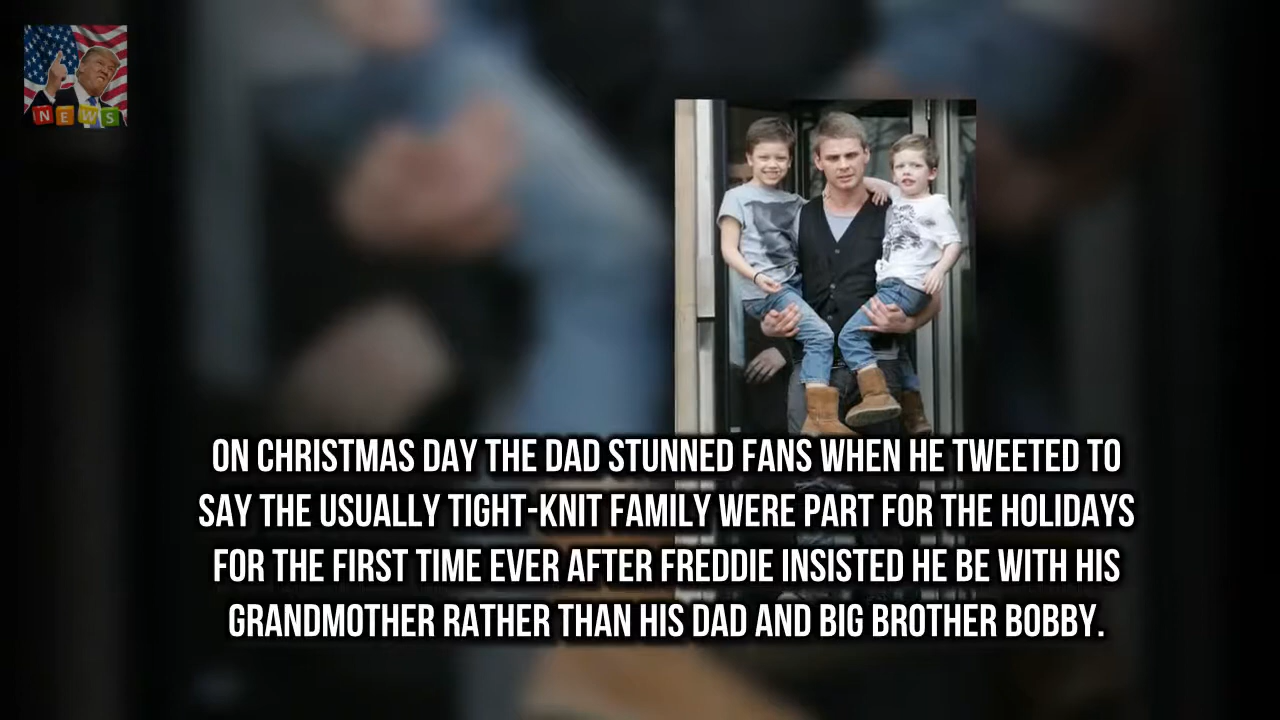 NEWS
ON CHRISTMAS DAY THE DAD STUNNED FANS WHEN HE TWEETED TO
SAY THE USUALLY TIGHT-KNIT FAMILY WERE PART FOR THE HOLIDAYS
FOR THE FIRST TIME EVER AFTER FREDDIE INSISTED HE BE WITH HIS
GRANDMOTHER RATHER THAN HIS DAD AND BIG BROTHER BOBBY.